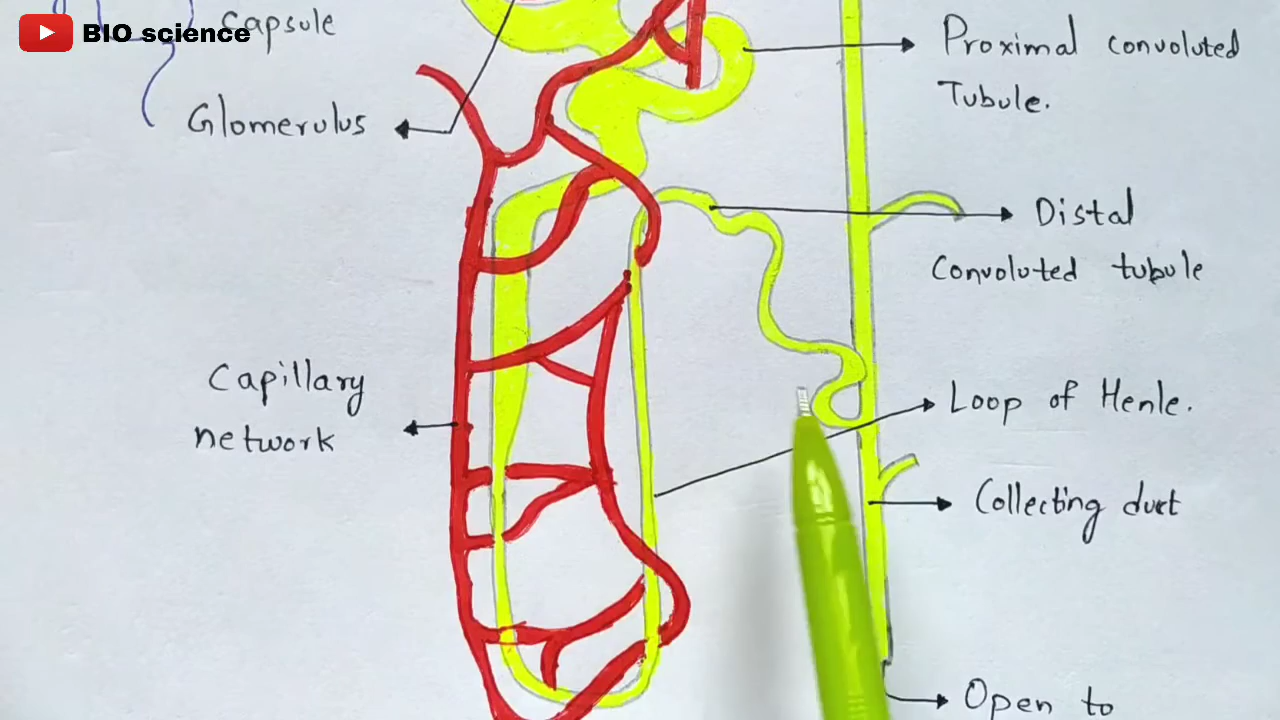 BIO science
Capsule
Glomerulus
Proximal convoluted
Tubule.
Distal
Convoluted tubule
Capillary
network
Loop of Henle.
Collecting duct
Open to